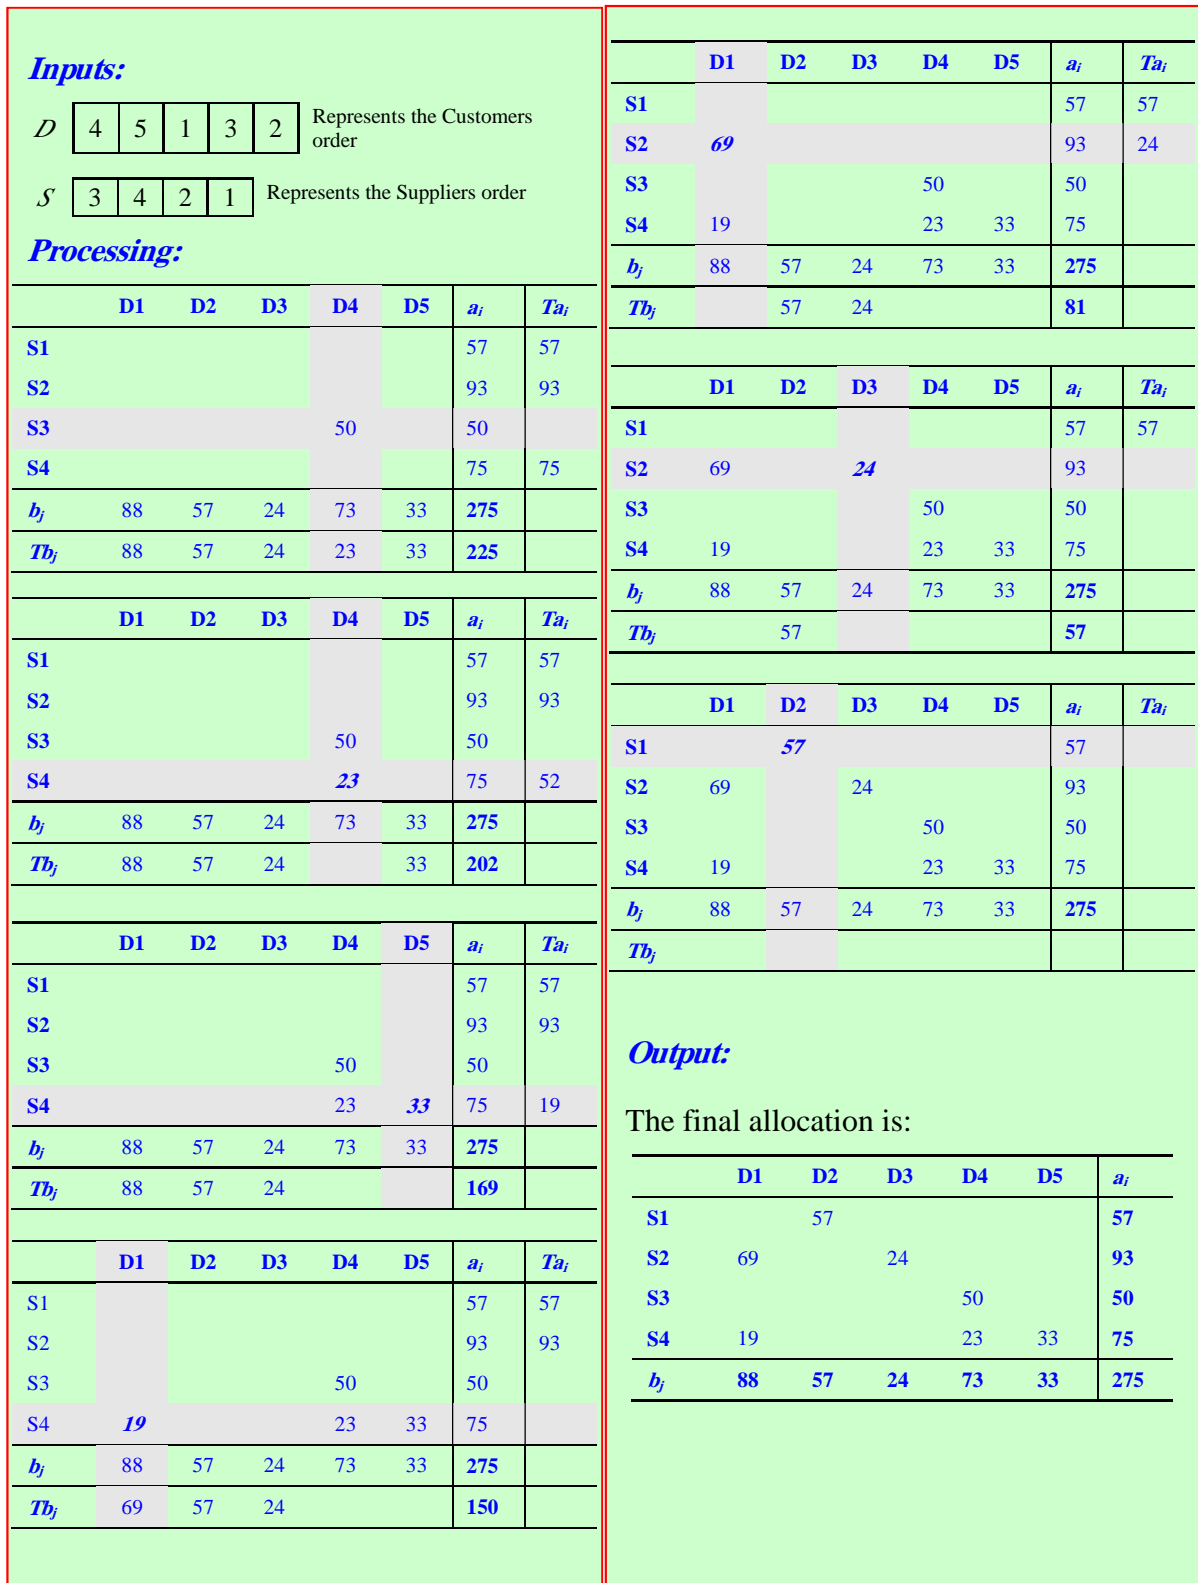 Inputs:
D 4 5 1 3 2 Represents the Customers
order
S 3 4 2 1 Represents the Suppliers order
Processing:
D1 D2 D3 D4 D5 ai Tai
S1 57 57
S2 93 93
S3 50 50
S4 75 75
bj 88 57 24 73 33 275
Tbj 88 57 24 23 33 225
D1 D2 D3 D4 D5 ai Tai
S1 57 57
S2 93 93
S3 50 50
S4 23 75 52
bj 88 57 24 73 33 275
Tbj 88 57 24 33 202
D1 D2 D3 D4 D5 ai Tai
S1 57 57
S2 93 93
S3 50 50
S4 23 33 75 19
bj 88 57 24 73 33 275
Tbj 88 57 24 169
D1 D2 D3 D4 D5 ai Tai
S1 57 57
S2 93 93
S3 50 50
S4 19 23 33 75
bj 88 57 24 73 33 275
Tbj 69 57 24 150
D1 D2 D3 D4 D5 ai Tai
S1 57 57
S2 69 93 24
S3 50 50
S4 19 23 33 75
bj 88 57 24 73 33 275
Tbj 57 24 81
D1 D2 D3 D4 D5 ai Tai
S1 57 57
S2 69 24 93
S3 50 50
S4 19 23 33 75
bj 88 57 24 73 33 275
Tbj 57 57
D1 D2 D3 D4 D5 ai Tai
S1 57 57
S2 69 24 93
S3 50 50
S4 19 23 33 75
bj 88 57 24 73 33 275
Tbj
Output:
The final allocation is:
D1 D2 D3 D4 D5 ai
S1 57 57
S2 69 24 93
S3 50 50
S4 19 23 33 75
bj 88 57 24 73 33 275